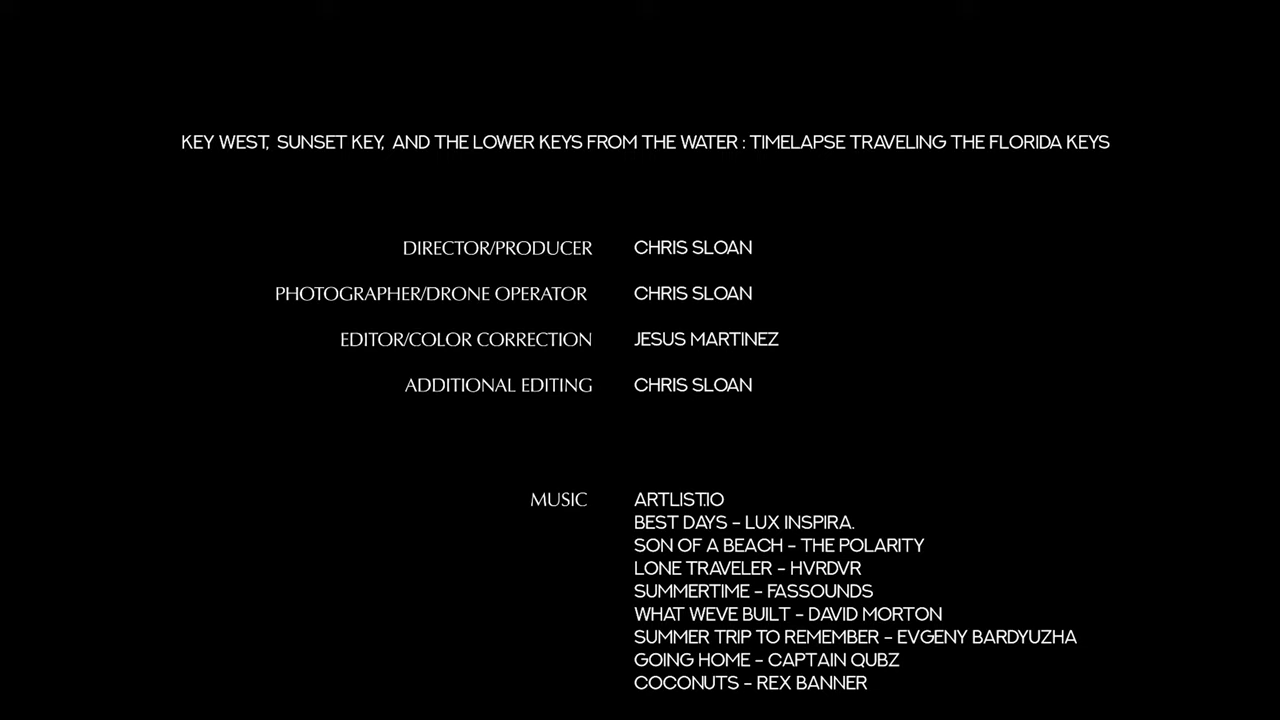 KEY WEST, SUNSET KEY, AND THE LOWER KEYS FROM THE WATER : TIMELAPSE TRAVELING THE FLORIDA KEYS
DIRECTOR/PRODUCER CHRIS SLOAN
PHOTOGRAPHER/DRONE OPERATOR CHRIS SLOAN
EDITOR/COLOR CORRECTION JESUS MARTINEZ
ADDITIONAL EDITING CHRIS SLOAN
MUSIC ARTLIST.IO
BEST DAYS - LUX INSPIRA.
SON OF A BEACH - THE POLARITY
LONE TRAVELER - HVRDVR
SUMMERTIME - FASSOUNDS
WHAT WE'VE BUILT - DAVID MORTON
SUMMER TRIP TO REMEMBER - EVGENY BARDYUZHA
GOING HOME - CAPTAIN QUBZ
COCONUTS - REX BANNER